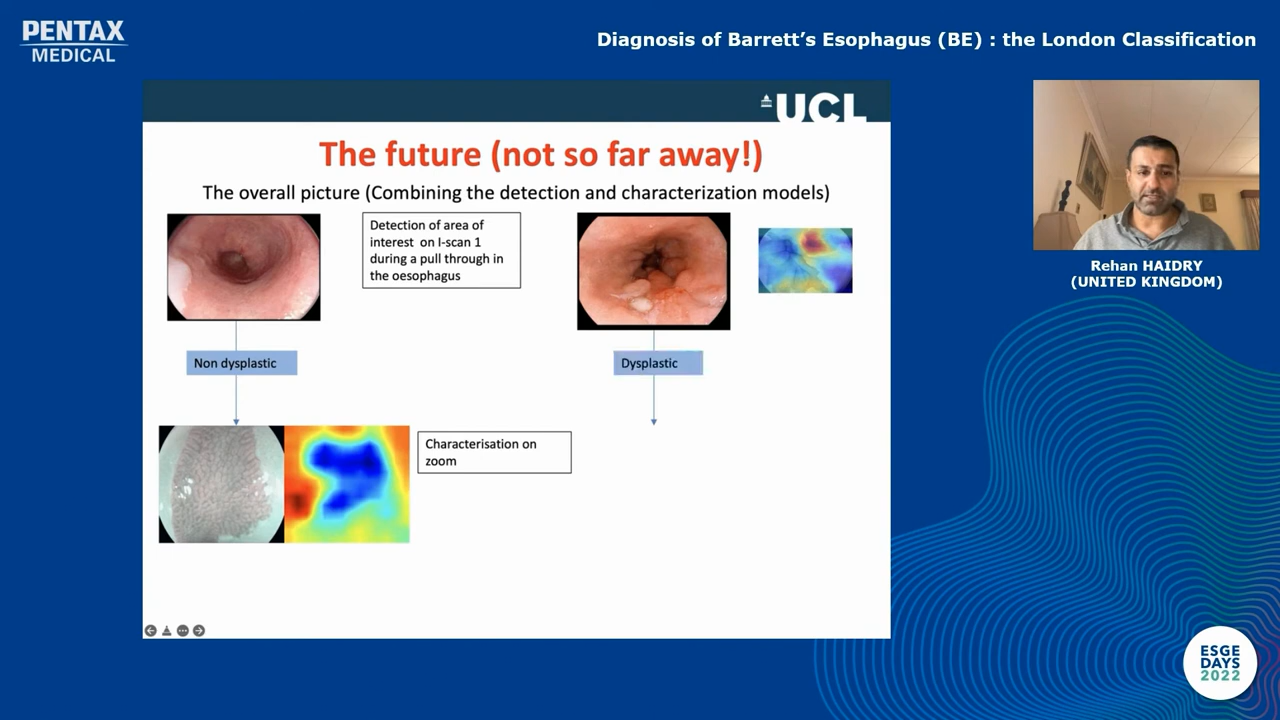 PENTAX
MEDICAL
Diagnosis of Barrett's Esophagus (BE) : the London Classification
UCL
The future (not so far away!)
The overall picture (Combining the detection and characterization models)
Detection of area of
interest on I-scan 1
during a pull through in
the oesophagus
Non dysplastic
Dysplastic
Characterisation on
zoom
Rehan HAIDRY
(UNITED KINGDOM)
ESGE
DAYS
2022